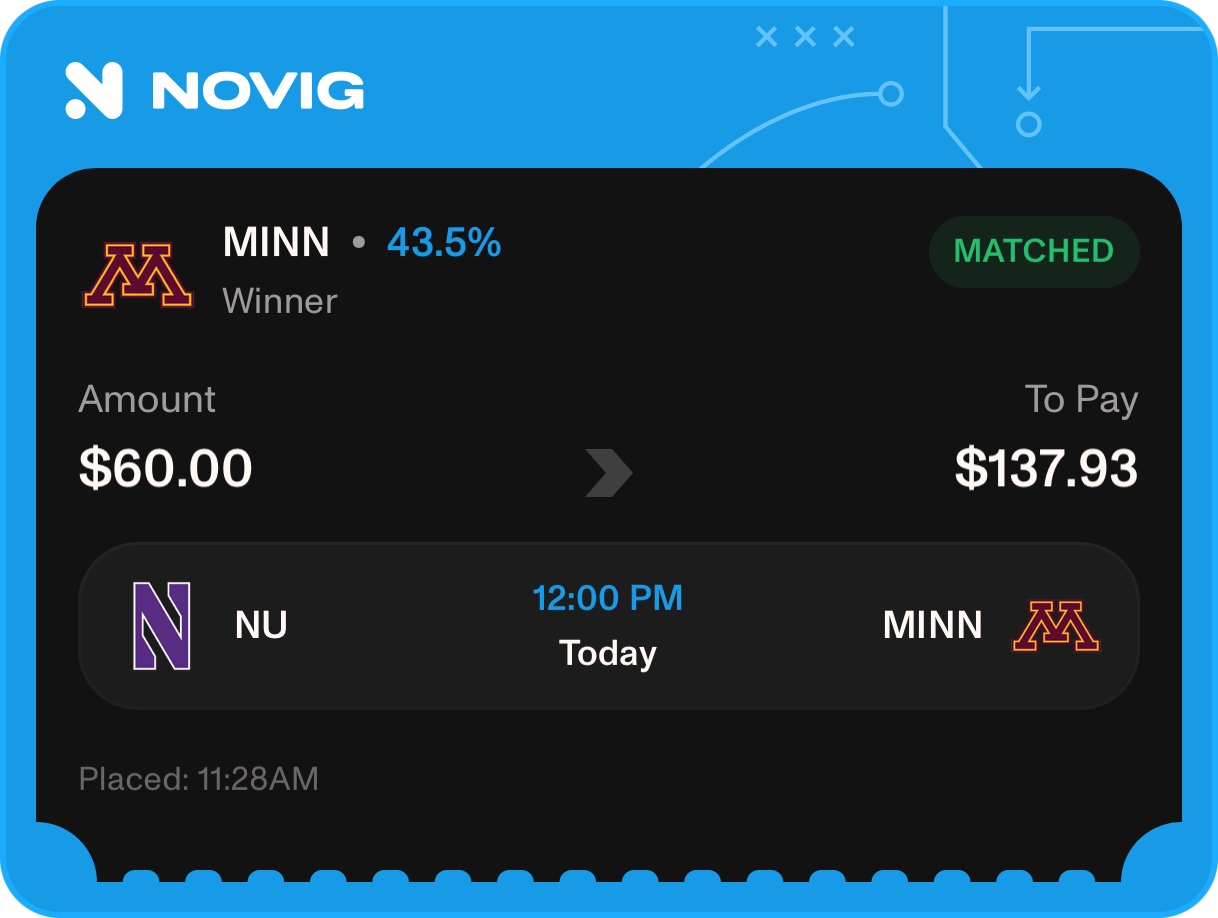 NOVIG
MINN • 43.5%
MATCHED
Winner
Amount
To Pay
$60.00
$137.93
NU
12:00 PM
Today
MINN
Placed: 11:28AM